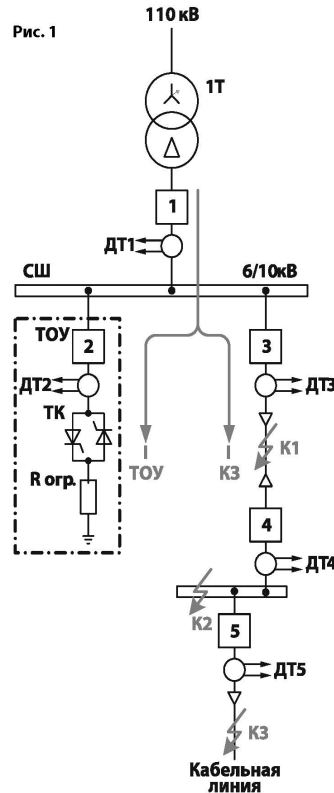 110 кВ
Рис. 1
1Т
1
ДТ1
СШ
6/10кВ
ТОУ
2
3
ДТ2
ДТ3
ТК
К1
R огр.
I ТОУ
I КЗ
4
ДТ4
К2
5
ДТ5
К3
Кабельная
линия